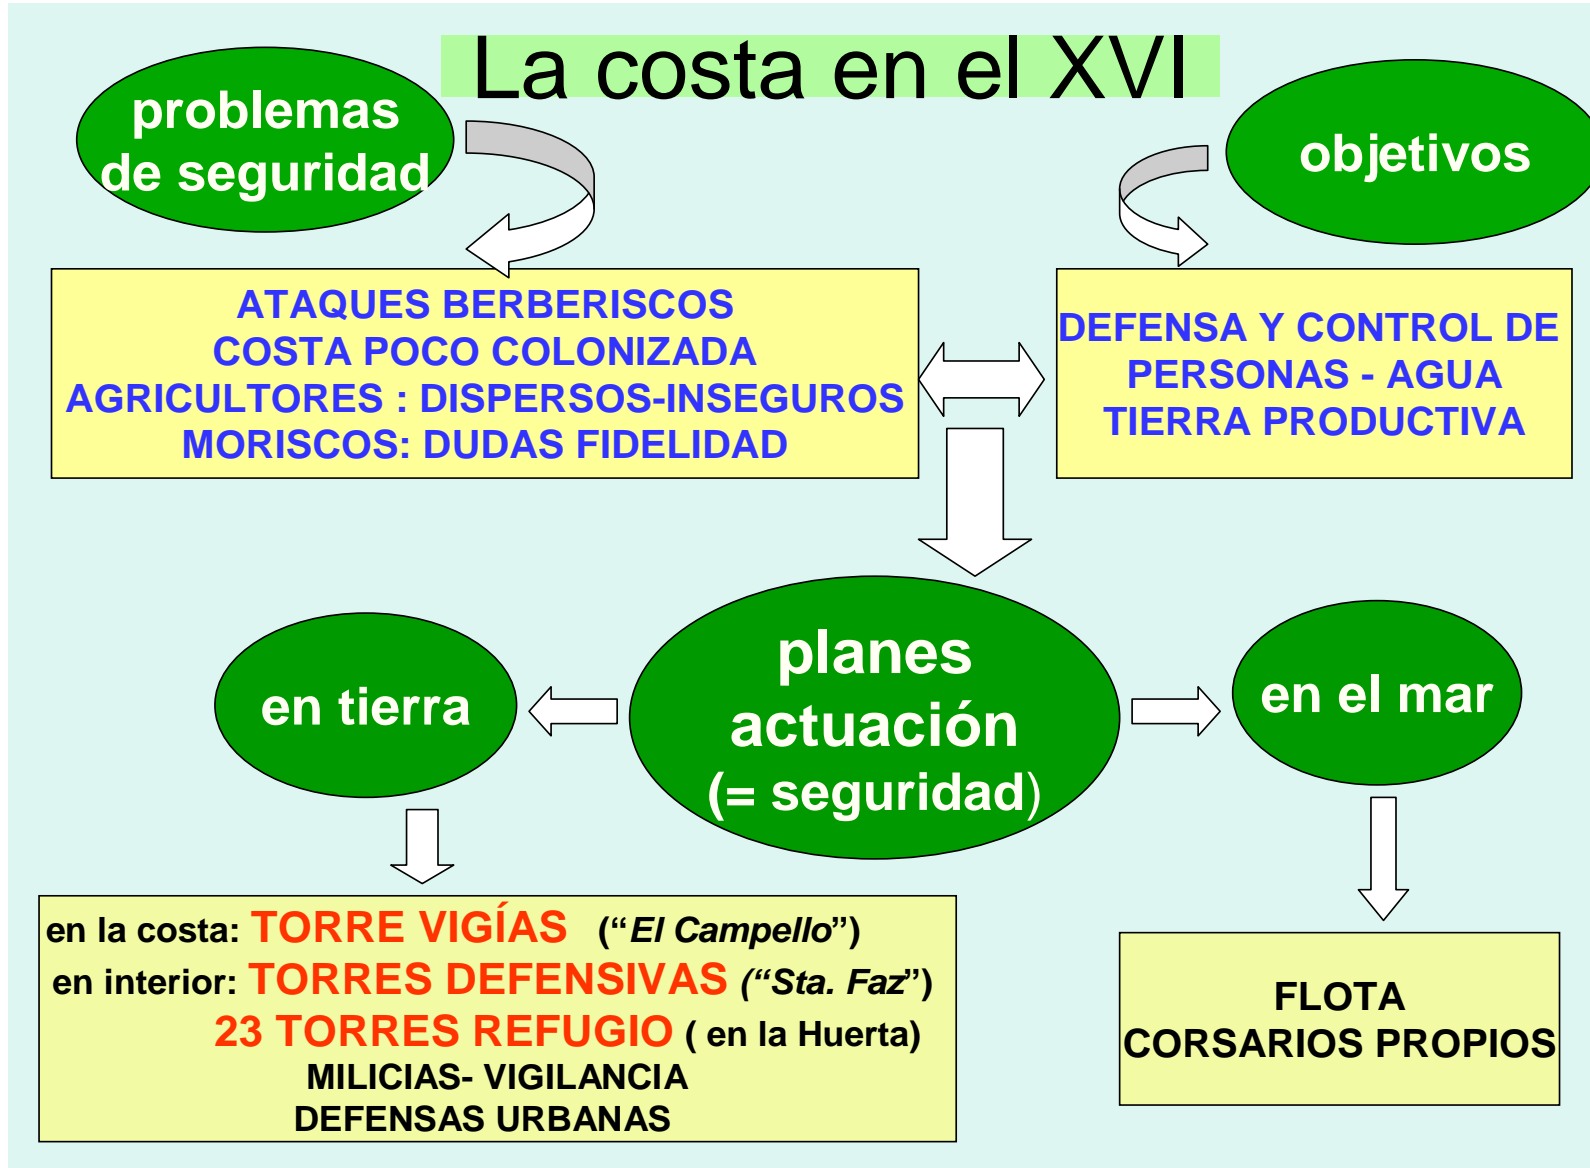 La costa en el XVI
problemas
de seguridad
objetivos
ATAQUES BERBERISCOS
COSTA POCO COLONIZADA
AGRICULTORES : DISPERSOS-INSEGUROS
MORISCOS: DUDAS FIDELIDAD
DEFENSA Y CONTROL DE
PERSONAS - AGUA
TIERRA PRODUCTIVA
planes
actuación
(= seguridad)
en tierra
en el mar
en la costa: TORRE VIGÍAS (“El Campello”)
en interior: TORRES DEFENSIVAS (“Sta. Faz”)
23 TORRES REFUGIO ( en la Huerta)
MILICIAS- VIGILANCIA
DEFENSAS URBANAS
FLOTA
CORSARIOS PROPIOS